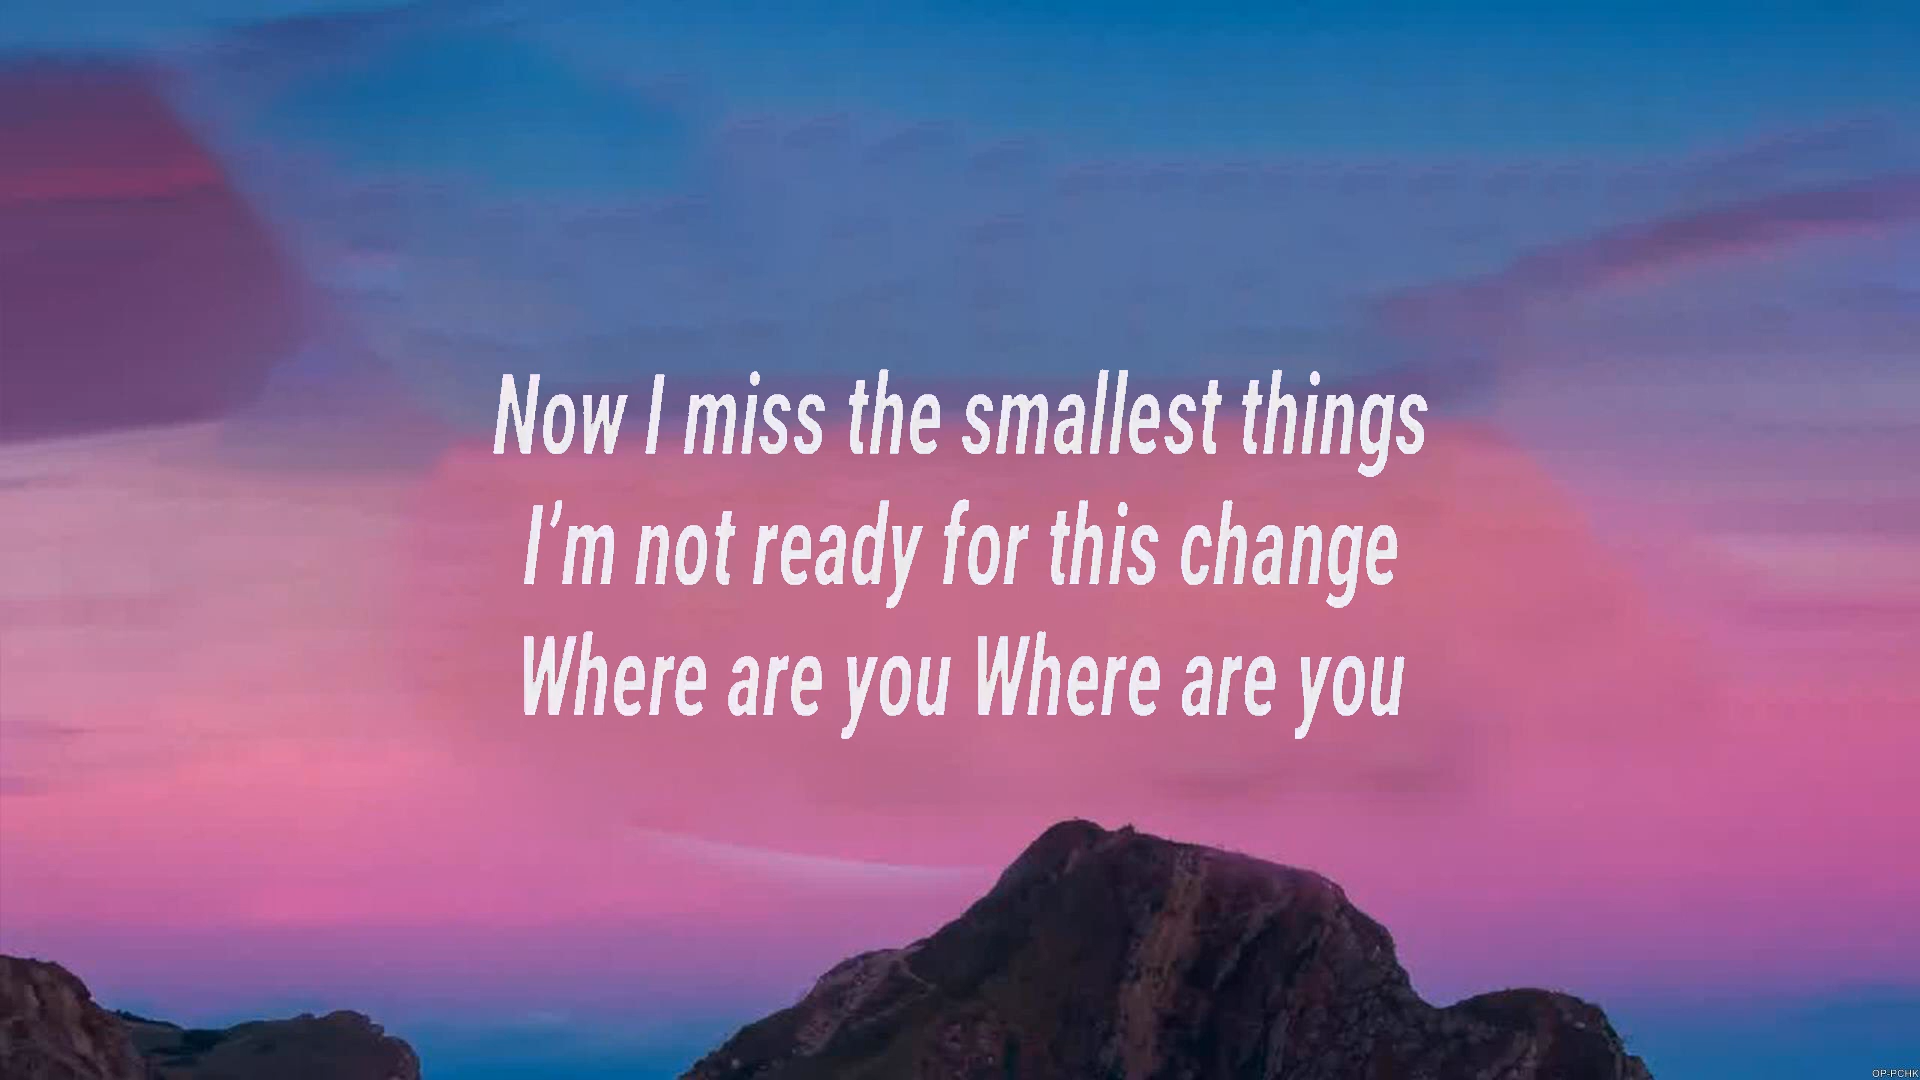 Now I miss the smallest things
I’m not ready for this change
Where are you Where are you
OP-PCHK